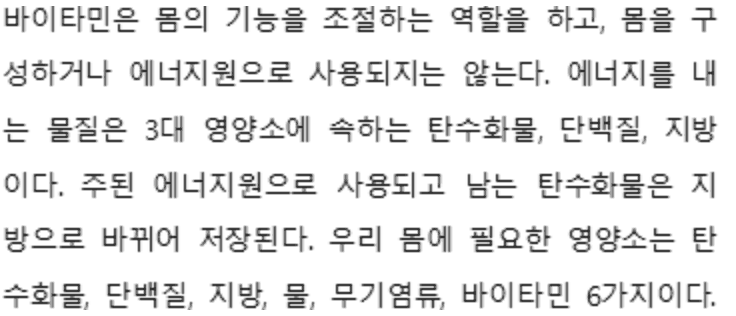 바이타민은 몸의 기능을 조절하는 역할을 하고, 몸을 구
성하거나 에너지원으로 사용되지는 않는다. 에너지를 내
는 물질은 3대 영양소에 속하는 탄수화물, 단백질, 지방
이다. 주된 에너지원으로 사용되고 남는 탄수화물은 지
방으로 바뀌어 저장된다. 우리 몸에 필요한 영양소는 탄
수화물, 단백질, 지방, 물, 무기염류, 바이타민 6가지이다.